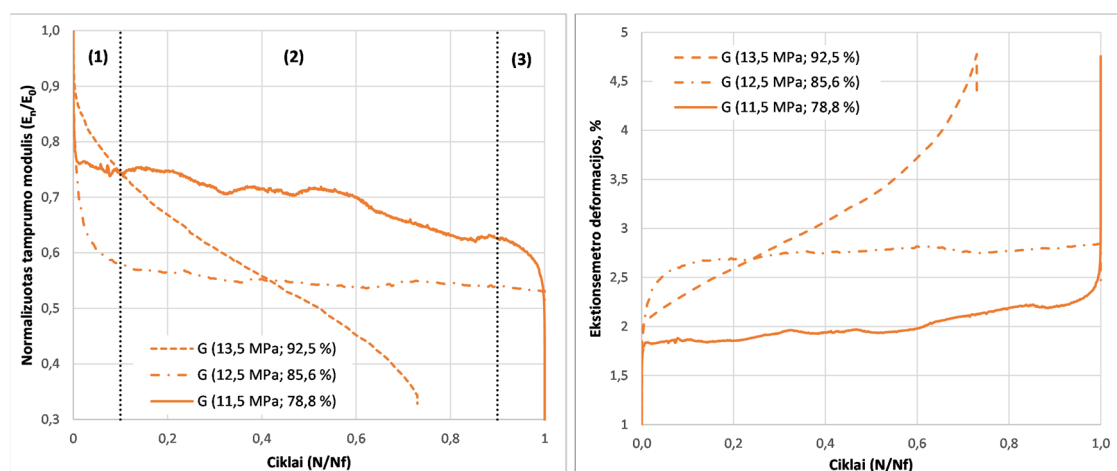 1,0
0,9
0,8
0,7
0,6
0,5
0,4
0,3
Normalizuotas tamprumo modulis (En/E0)
(1)
(2)
(3)
G (13,5 MPa; 92,5 %)
G (12,5 MPa; 85,6 %)
G (11,5 MPa; 78,8 %)
0 0,2 0,4 0,6 0,8 1
Ciklai (N/Nf)
5
4,5
4
3,5
3
2,5
2
1,5
1
Ekstionsemetro deformacijos, %
G (13,5 MPa; 92,5 %)
G (12,5 MPa; 85,6 %)
G (11,5 MPa; 78,8 %)
0,0 0,2 0,4 0,6 0,8 1,0
Ciklai (N/Nf)